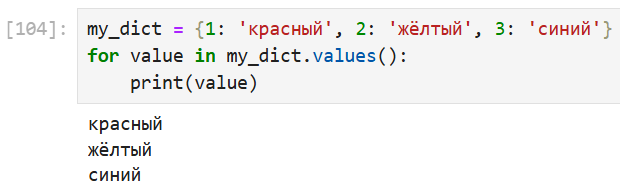 [104]: my_dict = {1: 'красный', 2: 'жёлтый', 3: 'синий'}
for value in my_dict.values():
    print(value)
красный
жёлтый
синий